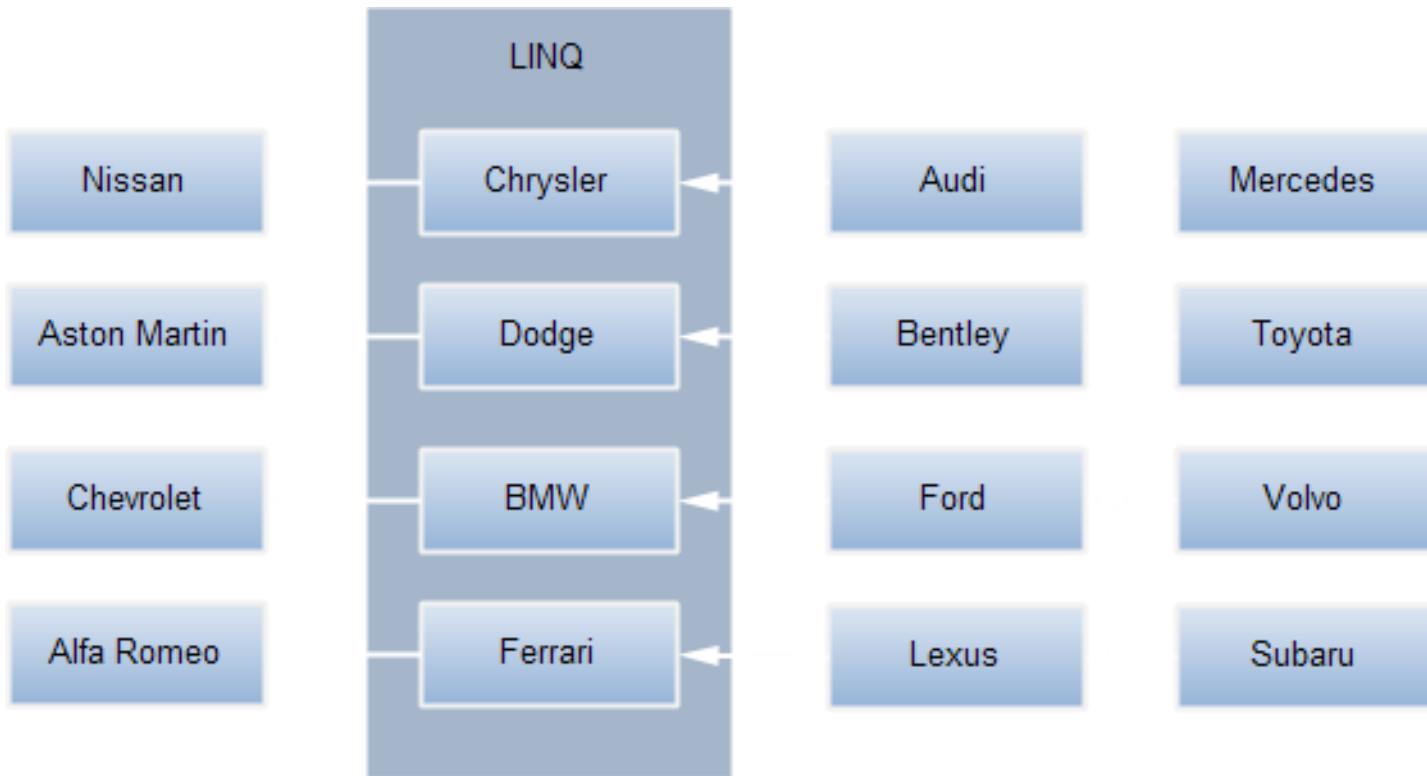 LINQ
Nissan Chrysler Audi Mercedes
Aston Martin Dodge Bentley Toyota
Chevrolet BMW Ford Volvo
Alfa Romeo Ferrari Lexus Subaru